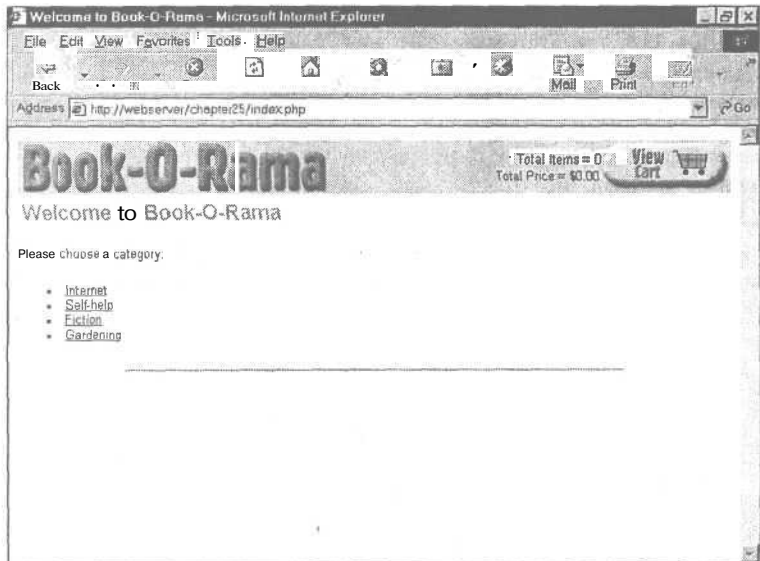 Welcome to Book-O-Rama - Microsoft Internet Explorer
File Edit View Favorites Tools Help
Back Mail Print
Address http://webserver/chapter25/index.php Go
Book-O-Rama
Total Items = 0
Total Price = $0.00
View
Cart
Welcome to Book-O-Rama
Please choose a category:
Internet
Self-help
Fiction
Gardening